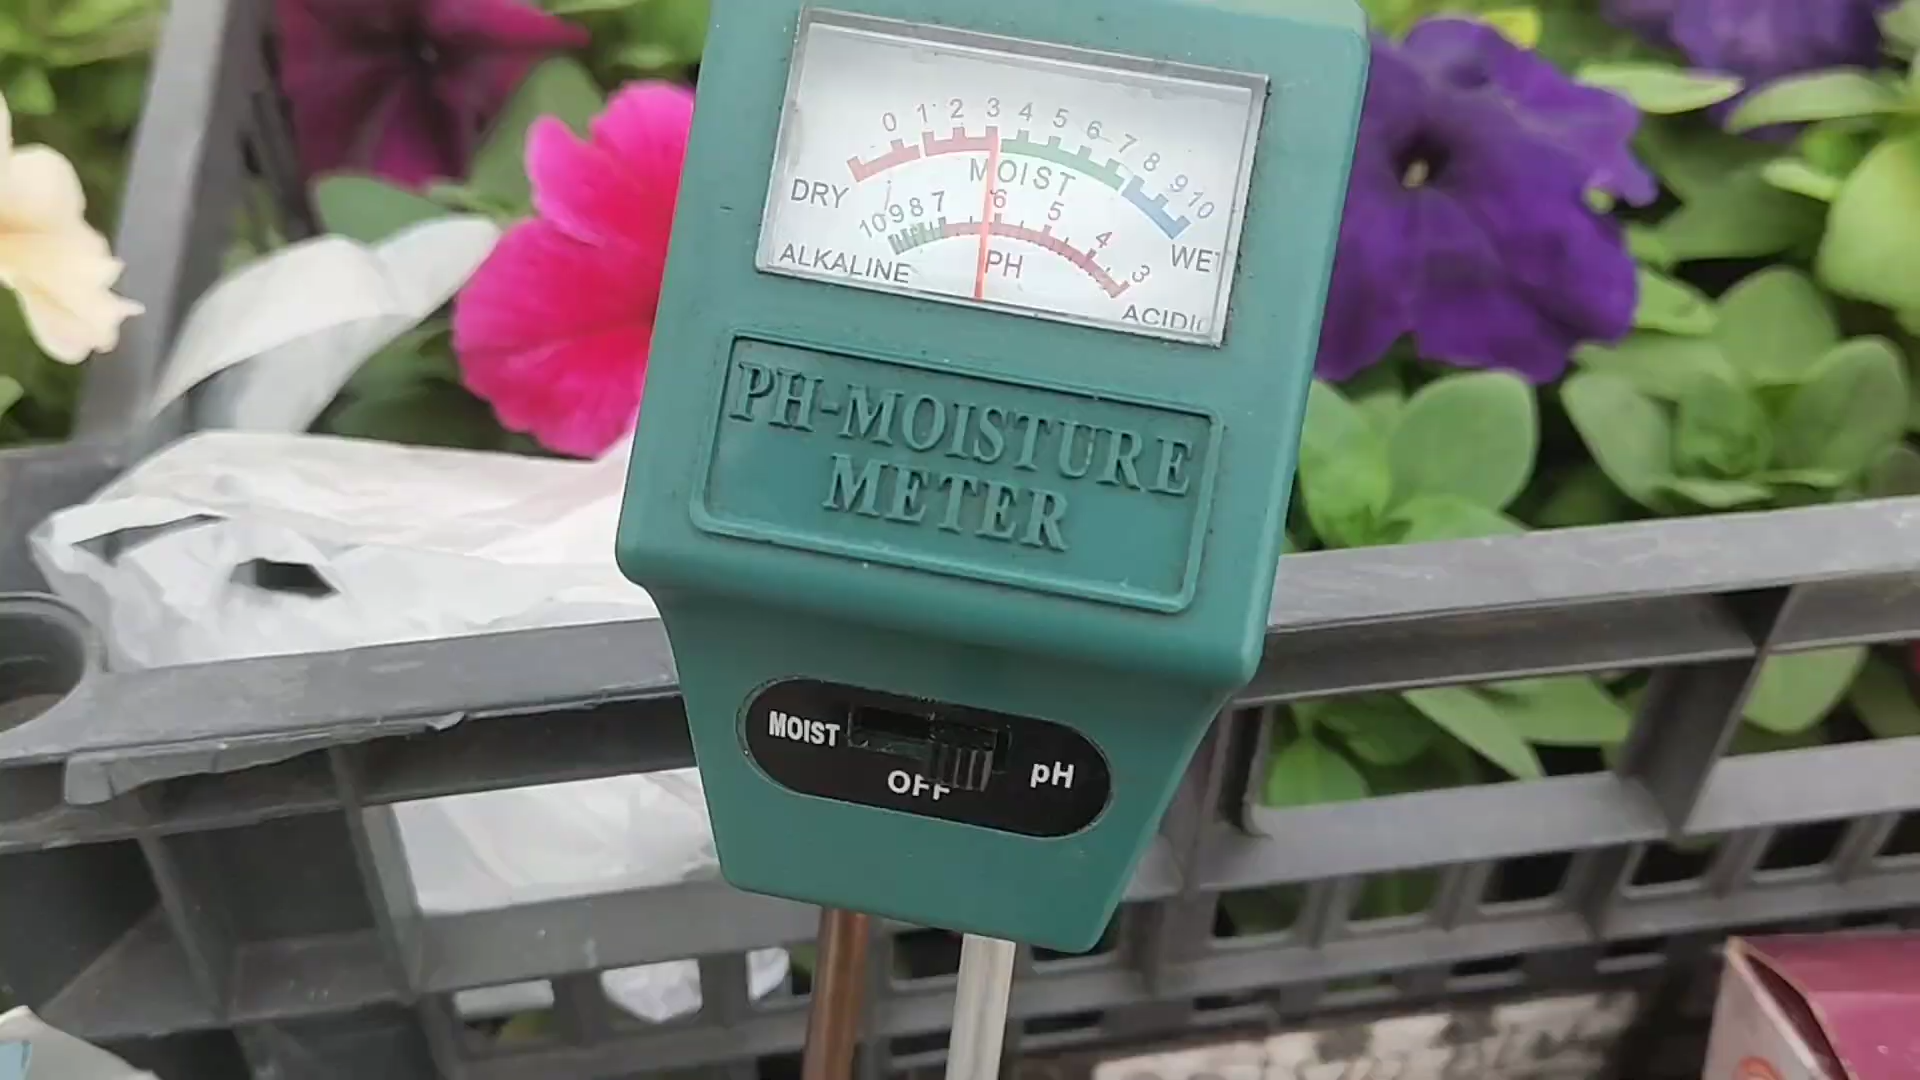 0 1 2 3 4 5 6 7 8 9 10
DRY MOIST WET
10 9 8 7 6 5 4 3
ALKALINE PH ACIDIC
PH-MOISTURE
METER
MOIST OFF pH